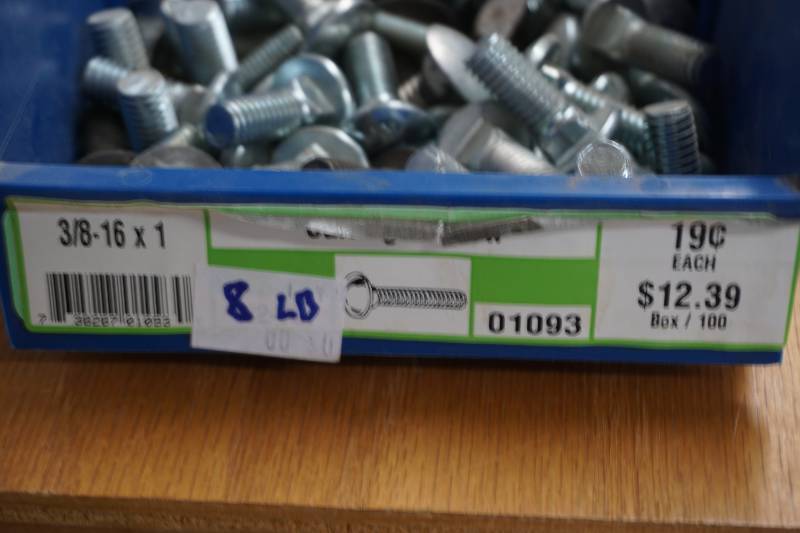 3/8-16 x 1
8 LB
01093
19¢
EACH
$12.39
Box / 100